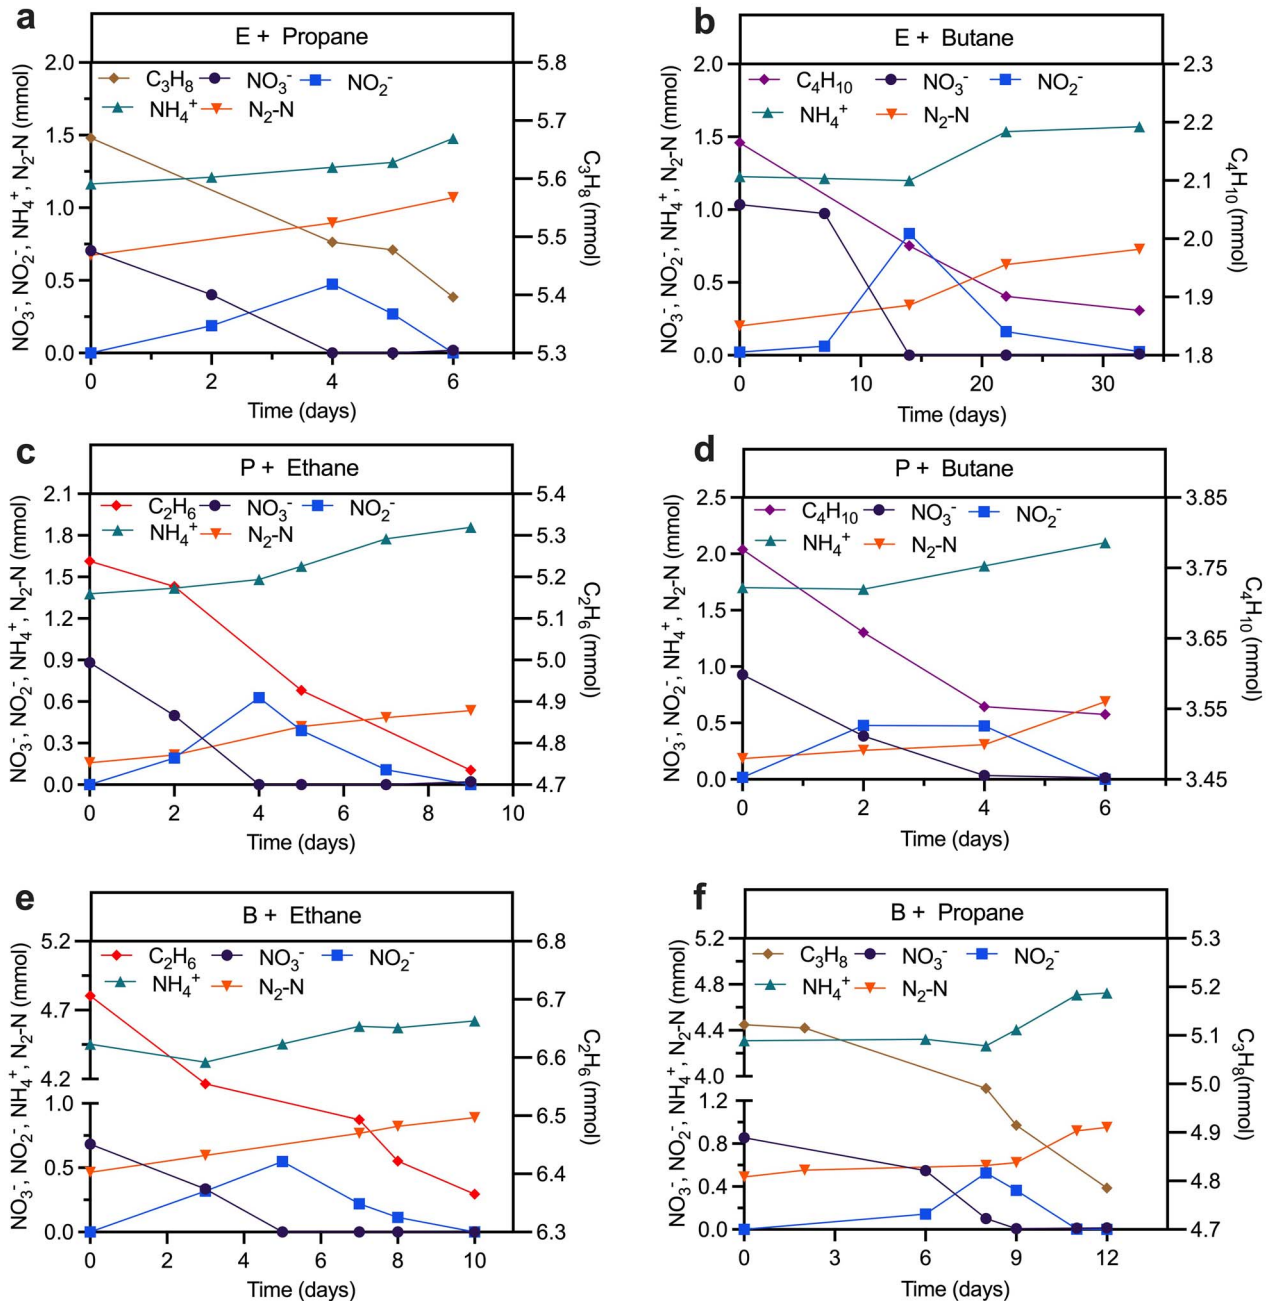 a
E + Propane
C₃H₈ NO₃⁻ NO₂⁻
NH₄⁺ N₂-N
NO₃⁻, NO₂⁻, NH₄⁺, N₂-N (mmol)
2.0
1.5
1.0
0.5
0.0
5.8
5.7
5.6
5.5
5.4
5.3
C₃H₈ (mmol)
0 2 4 6
Time (days)
b
E + Butane
C₄H₁₀ NO₃⁻ NO₂⁻
NH₄⁺ N₂-N
NO₃⁻, NO₂⁻, NH₄⁺, N₂-N (mmol)
2.0
1.5
1.0
0.5
0.0
2.3
2.2
2.1
2.0
1.9
1.8
C₄H₁₀ (mmol)
0 10 20 30
Time (days)
c
P + Ethane
C₂H₆ NO₃⁻ NO₂⁻
NH₄⁺ N₂-N
NO₃⁻, NO₂⁻, NH₄⁺, N₂-N (mmol)
2.1
1.8
1.5
1.2
0.9
0.6
0.3
0.0
5.4
5.3
5.2
5.1
5.0
4.9
4.8
4.7
C₂H₆ (mmol)
0 2 4 6 8 10
Time (days)
d
P + Butane
C₄H₁₀ NO₃⁻ NO₂⁻
NH₄⁺ N₂-N
NO₃⁻, NO₂⁻, NH₄⁺, N₂-N (mmol)
2.5
2.0
1.5
1.0
0.5
0.0
3.85
3.75
3.65
3.55
3.45
C₄H₁₀ (mmol)
0 2 4 6
Time (days)
e
B + Ethane
C₂H₆ NO₃⁻ NO₂⁻
NH₄⁺ N₂-N
NO₃⁻, NO₂⁻, NH₄⁺, N₂-N (mmol)
5.2
4.7
4.2
1.0
0.5
0.0
6.8
6.7
6.6
6.5
6.4
6.3
C₂H₆ (mmol)
0 2 4 6 8 10
Time (days)
f
B + Propane
C₃H₈ NO₃⁻ NO₂⁻
NH₄⁺ N₂-N
NO₃⁻, NO₂⁻, NH₄⁺, N₂-N (mmol)
5.2
4.8
4.4
4.0
1.2
0.8
0.4
0.0
5.3
5.2
5.1
5.0
4.9
4.8
4.7
C₃H₈(mmol)
0 3 6 9 12
Time (days)